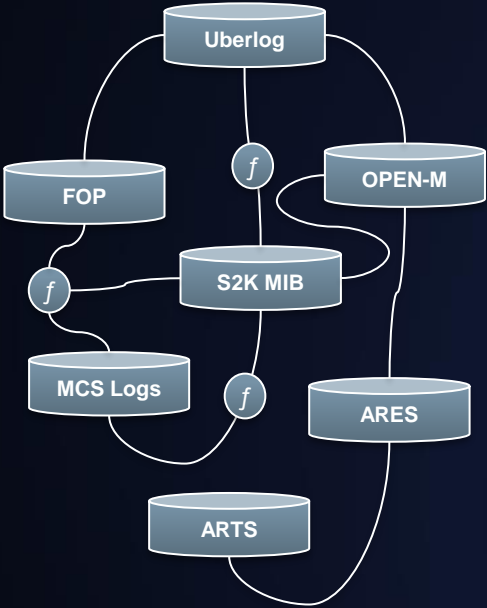 Uberlog
FOP
ƒ
OPEN-M
ƒ
S2K MIB
MCS Logs
ƒ
ARES
ARTS